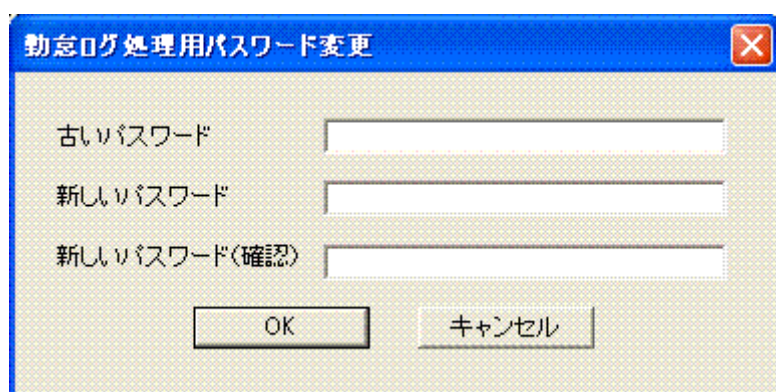 勤怠ログ処理用パスワード変更
古いパスワード
新しいパスワード
新しいパスワード(確認)
OK
キャンセル